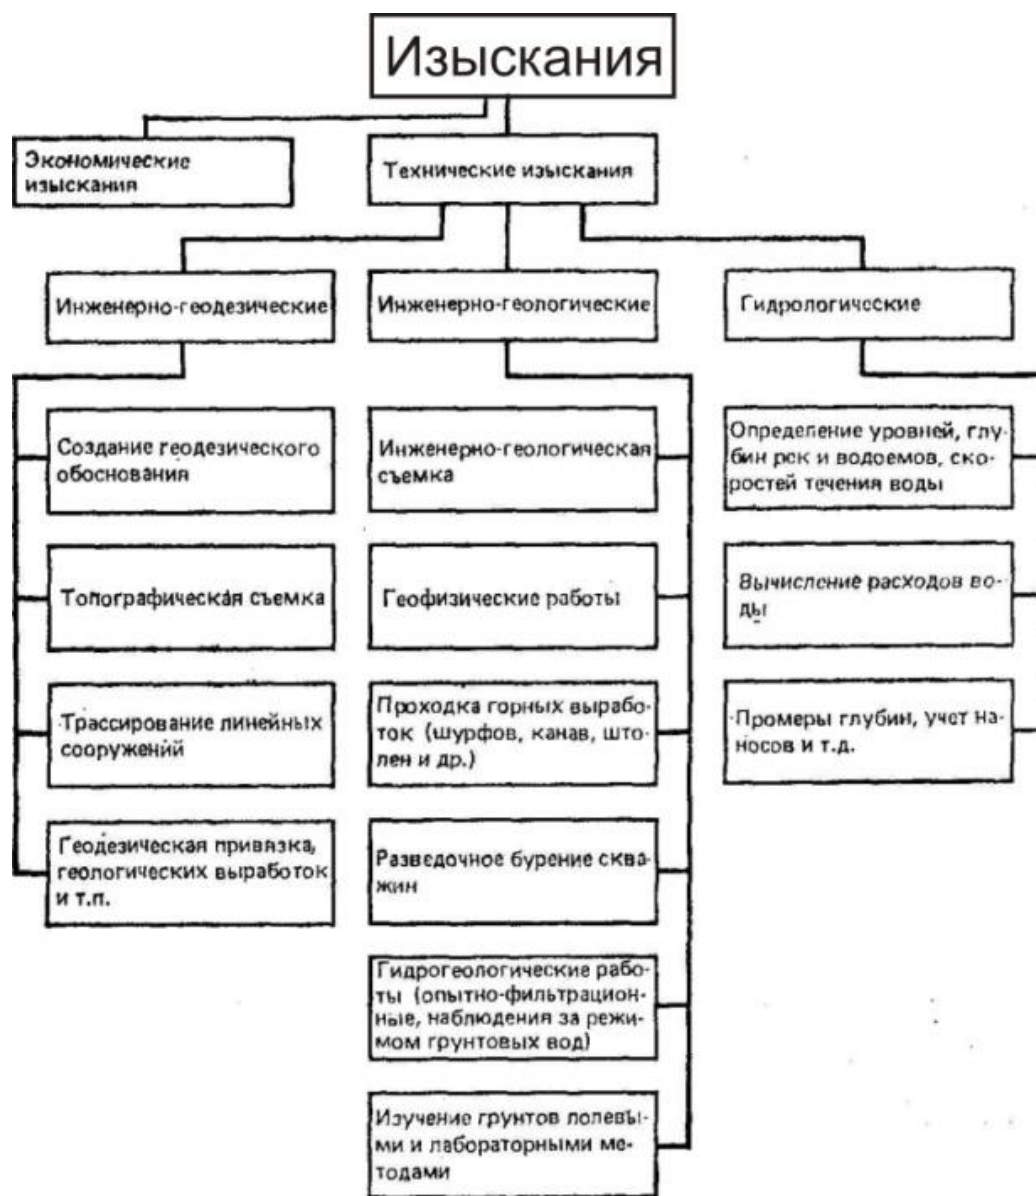 Изыскания
Экономические
изыскания
Технические изыскания
Инженерно-геодезические
Инженерно-геологические
Гидрологические
Создание геодезического
обоснования
Топографическая съемка
Трассирование линейных
сооружений
Геодезическая привязка,
геологических выработок
и т.п.
Инженерно-геологическая
съемка
Геофизические работы
Проходка горных вырабо-
ток (шурфов, канав, што-
лен и др.)
Разведочное бурение сква-
жин
Гидрогеологические рабо-
ты (опытно-фильтрацион-
ные, наблюдения за режи-
мом грунтовых вод)
Изучение грунтов полевы-
ми и лабораторными ме-
тодами
Определение уровней, глу-
бин рек и водоемов, ско-
ростей течения воды
Вычисление расходов во-
ды
Промеры глубин, учет на-
носов и т.д.